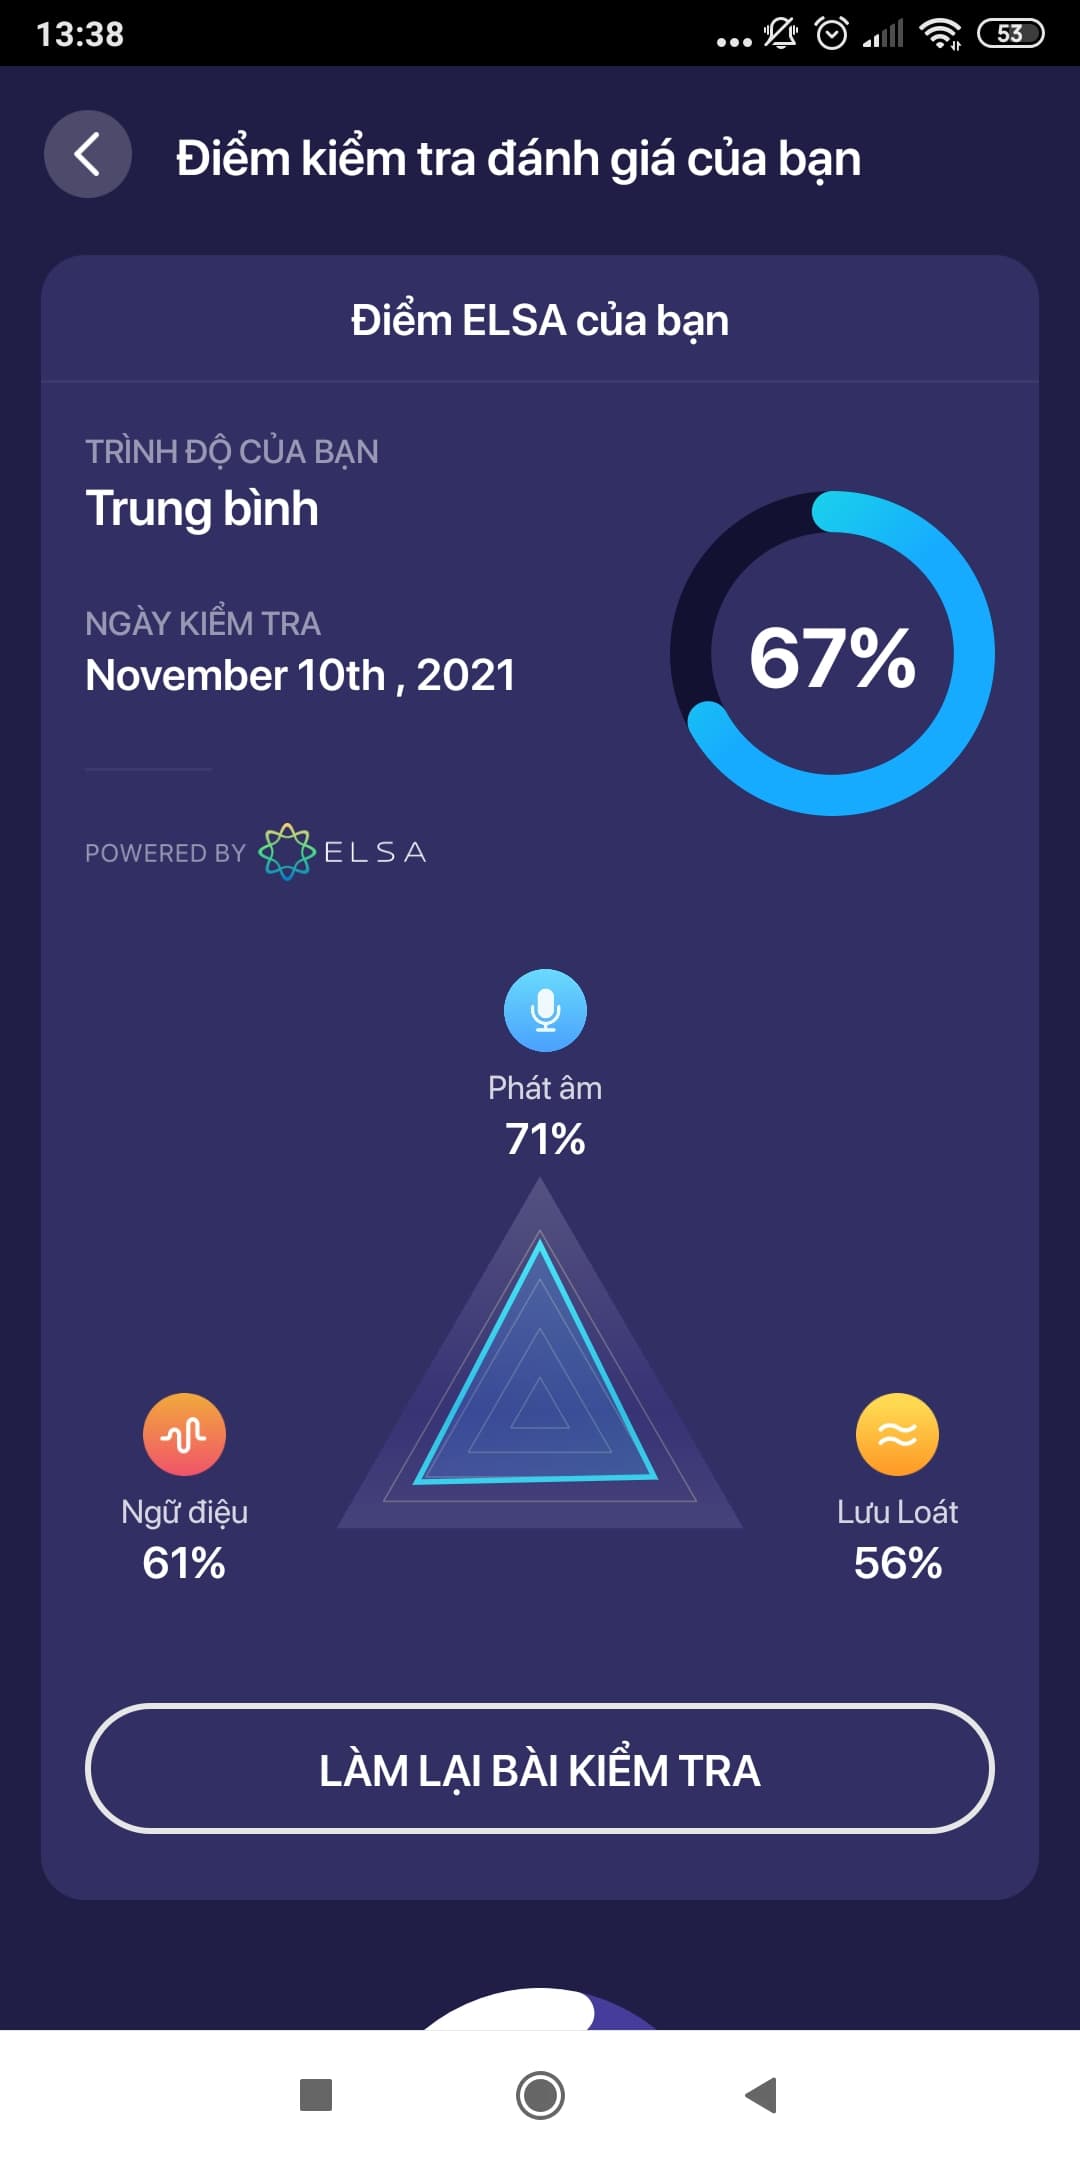 13:38
53
Điểm kiểm tra đánh giá của bạn
Điểm ELSA của bạn
TRÌNH ĐỘ CỦA BẠN
Trung bình
NGÀY KIỂM TRA
November 10th , 2021
67%
POWERED BY ELSA
Phát âm
71%
Ngữ điệu
61%
Lưu Loát
56%
LÀM LẠI BÀI KIỂM TRA